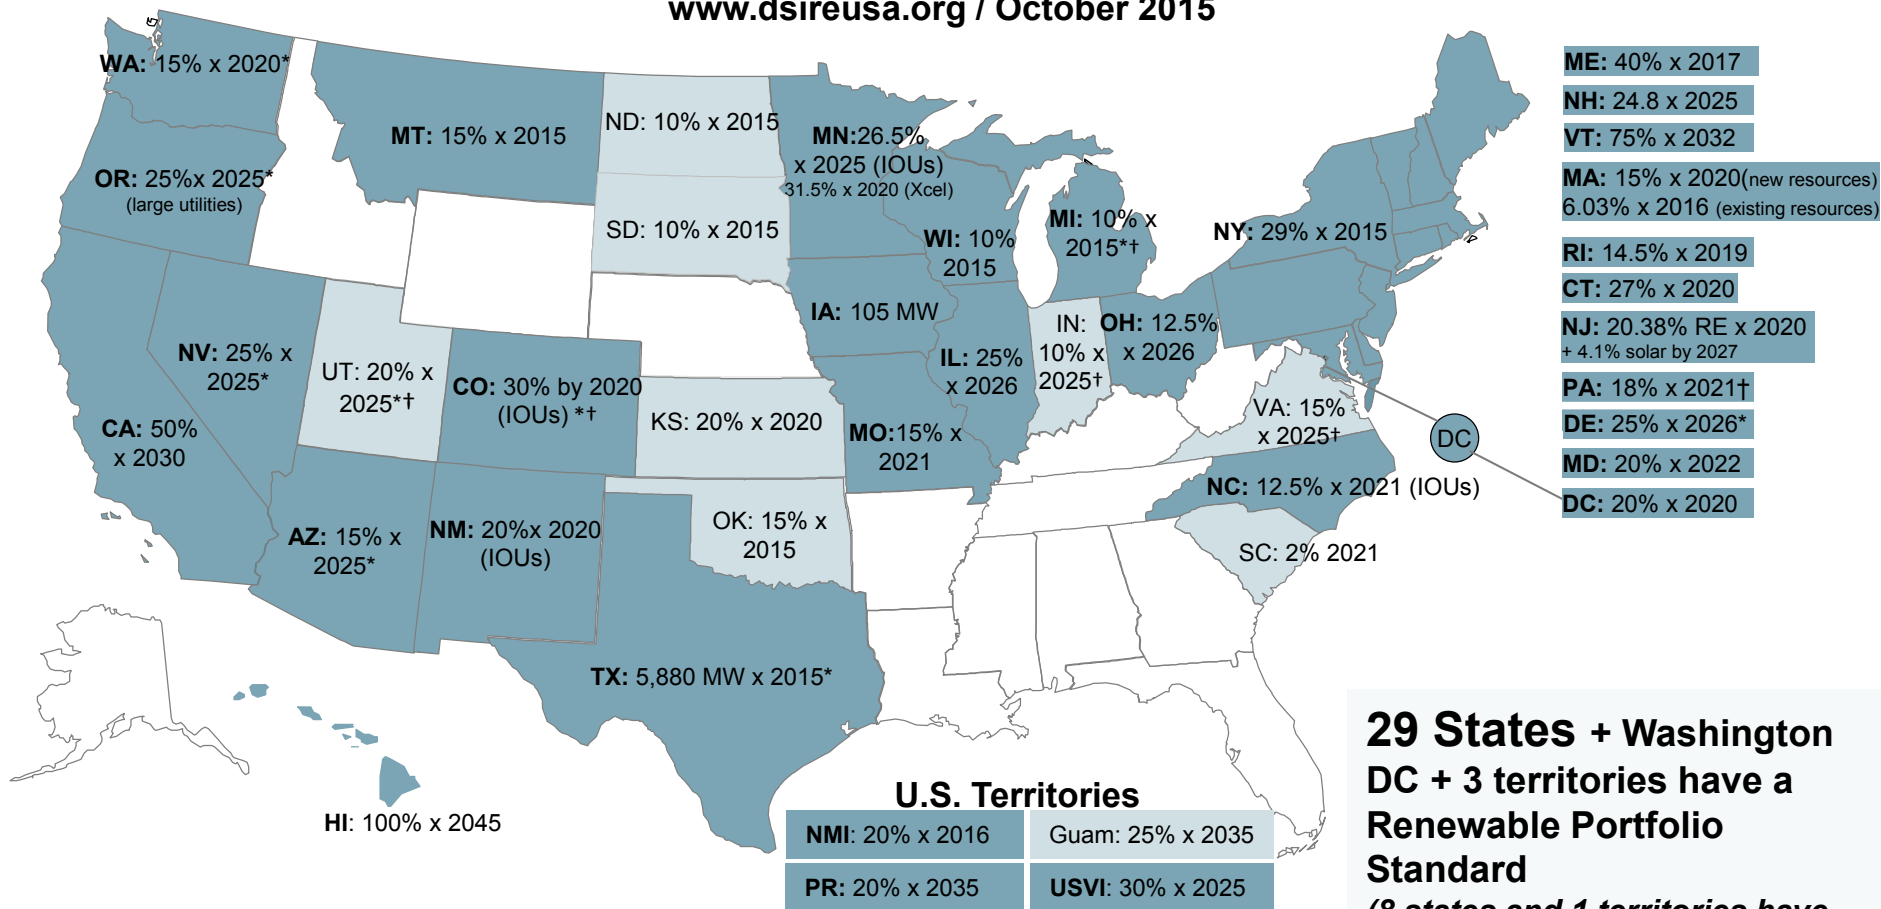 www.dsireusa.org / October 2015
WA: 15% x 2020*
MT: 15% x 2015
ND: 10% x 2015
MN:26.5%
x 2025 (IOUs)
31.5% x 2020 (Xcel)
OR: 25%x 2025*
(large utilities)
SD: 10% x 2015
WI: 10%
2015
MI: 10% x
2015*†
NY: 29% x 2015
IA: 105 MW
NV: 25% x
2025*
UT: 20% x
2025*†
CO: 30% by 2020
(IOUs) *†
IL: 25%
x 2026
IN:
10% x
2025†
OH: 12.5%
x 2026
CA: 50%
x 2030
KS: 20% x 2020
MO:15% x
2021
VA: 15%
x 2025†
DC
AZ: 15% x
2025*
NM: 20%x 2020
(IOUs)
OK: 15% x
2015
NC: 12.5% x 2021 (IOUs)
SC: 2% 2021
TX: 5,880 MW x 2015*
HI: 100% x 2045
ME: 40% x 2017
NH: 24.8 x 2025
VT: 75% x 2032
MA: 15% x 2020(new resources)
6.03% x 2016 (existing resources)
RI: 14.5% x 2019
CT: 27% x 2020
NJ: 20.38% RE x 2020
+ 4.1% solar by 2027
PA: 18% x 2021†
DE: 25% x 2026*
MD: 20% x 2022
DC: 20% x 2020
U.S. Territories
NMI: 20% x 2016
Guam: 25% x 2035
PR: 20% x 2035
USVI: 30% x 2025
29 States + Washington
DC + 3 territories have a
Renewable Portfolio
Standard
(8 states and 1 territories have